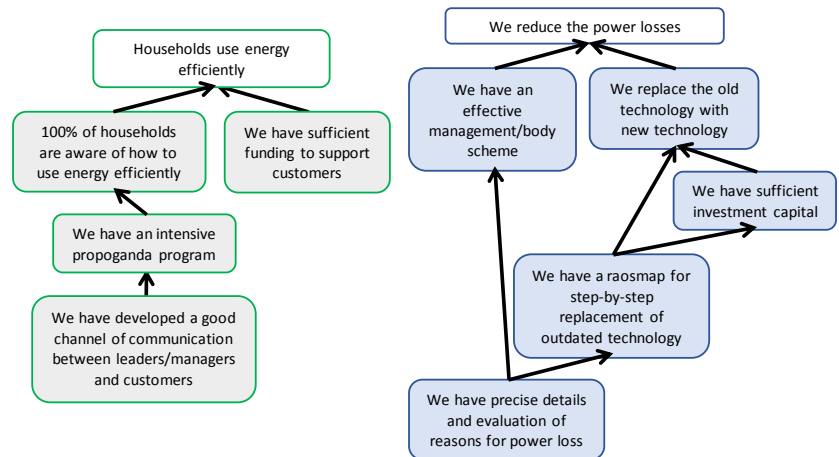 Households use energy
efficiently
100% of households
are aware of how to
use energy efficiently
We have sufficient
funding to support
customers
We have an intensive
propoganda program
We have developed a good
channel of communication
between leaders/managers
and customers
We reduce the power losses
We have an
effective
management/body
scheme
We replace the old
technology with
new technology
We have sufficient
investment capital
We have a raosmap for
step-by-step
replacement of
outdated technology
We have precise details
and evaluation of
reasons for power loss